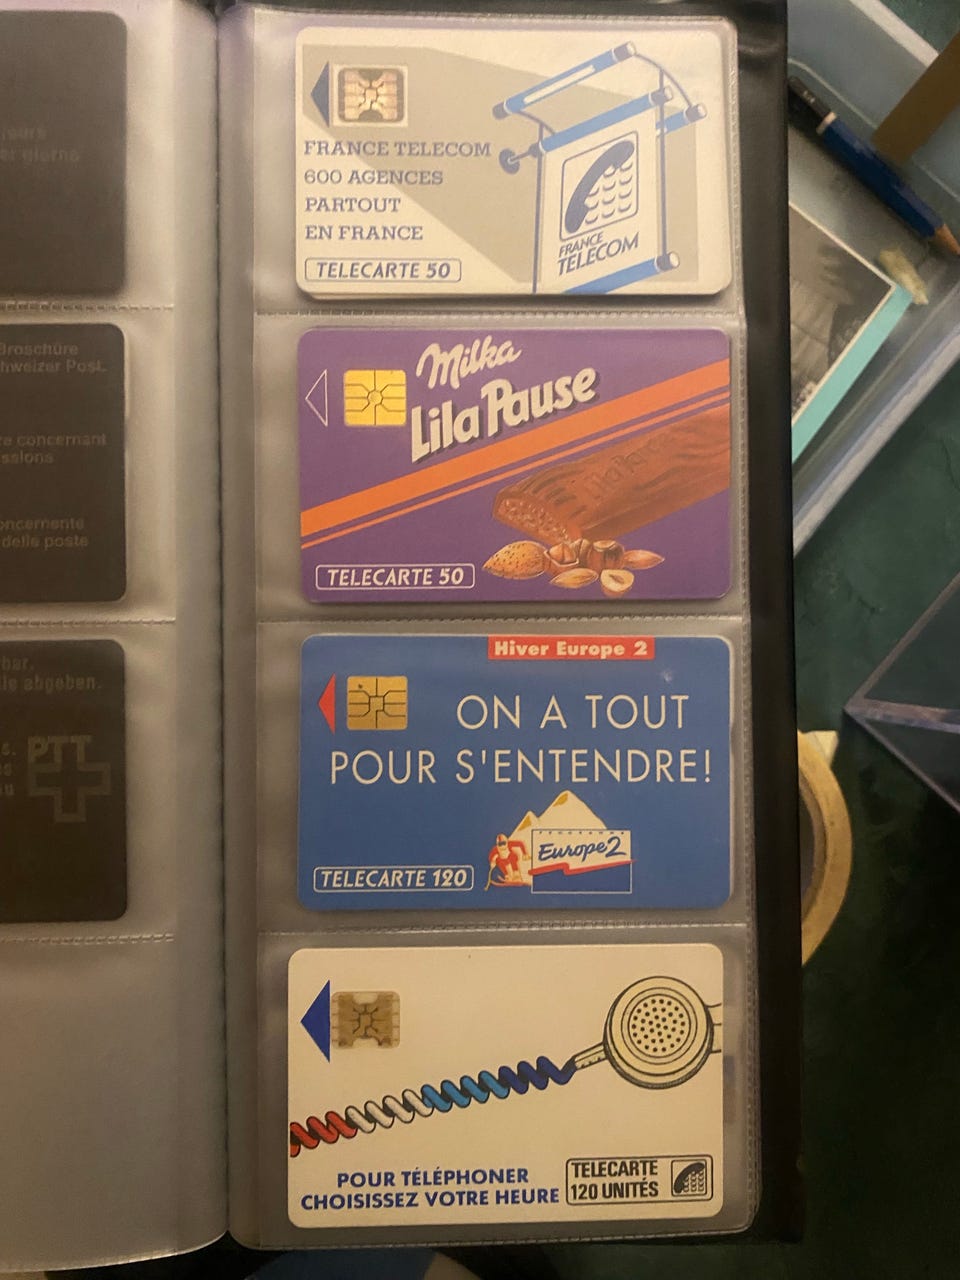 Broschüre
hweizer Post.
re concernant
ssions
oncernente
della poste
bar.
le abgeben.
PTT
FRANCE TELECOM
600 AGENCES
PARTOUT
EN FRANCE
TELECARTE 50
FRANCE
TELECOM
Milka
Lila Pause
TELECARTE 50
Hiver Europe 2
ON A TOUT
POUR S'ENTENDRE!
Europe 2
TELECARTE 120
POUR TÉLÉPHONER
CHOISISSEZ VOTRE HEURE
TELECARTE
120 UNITÉS